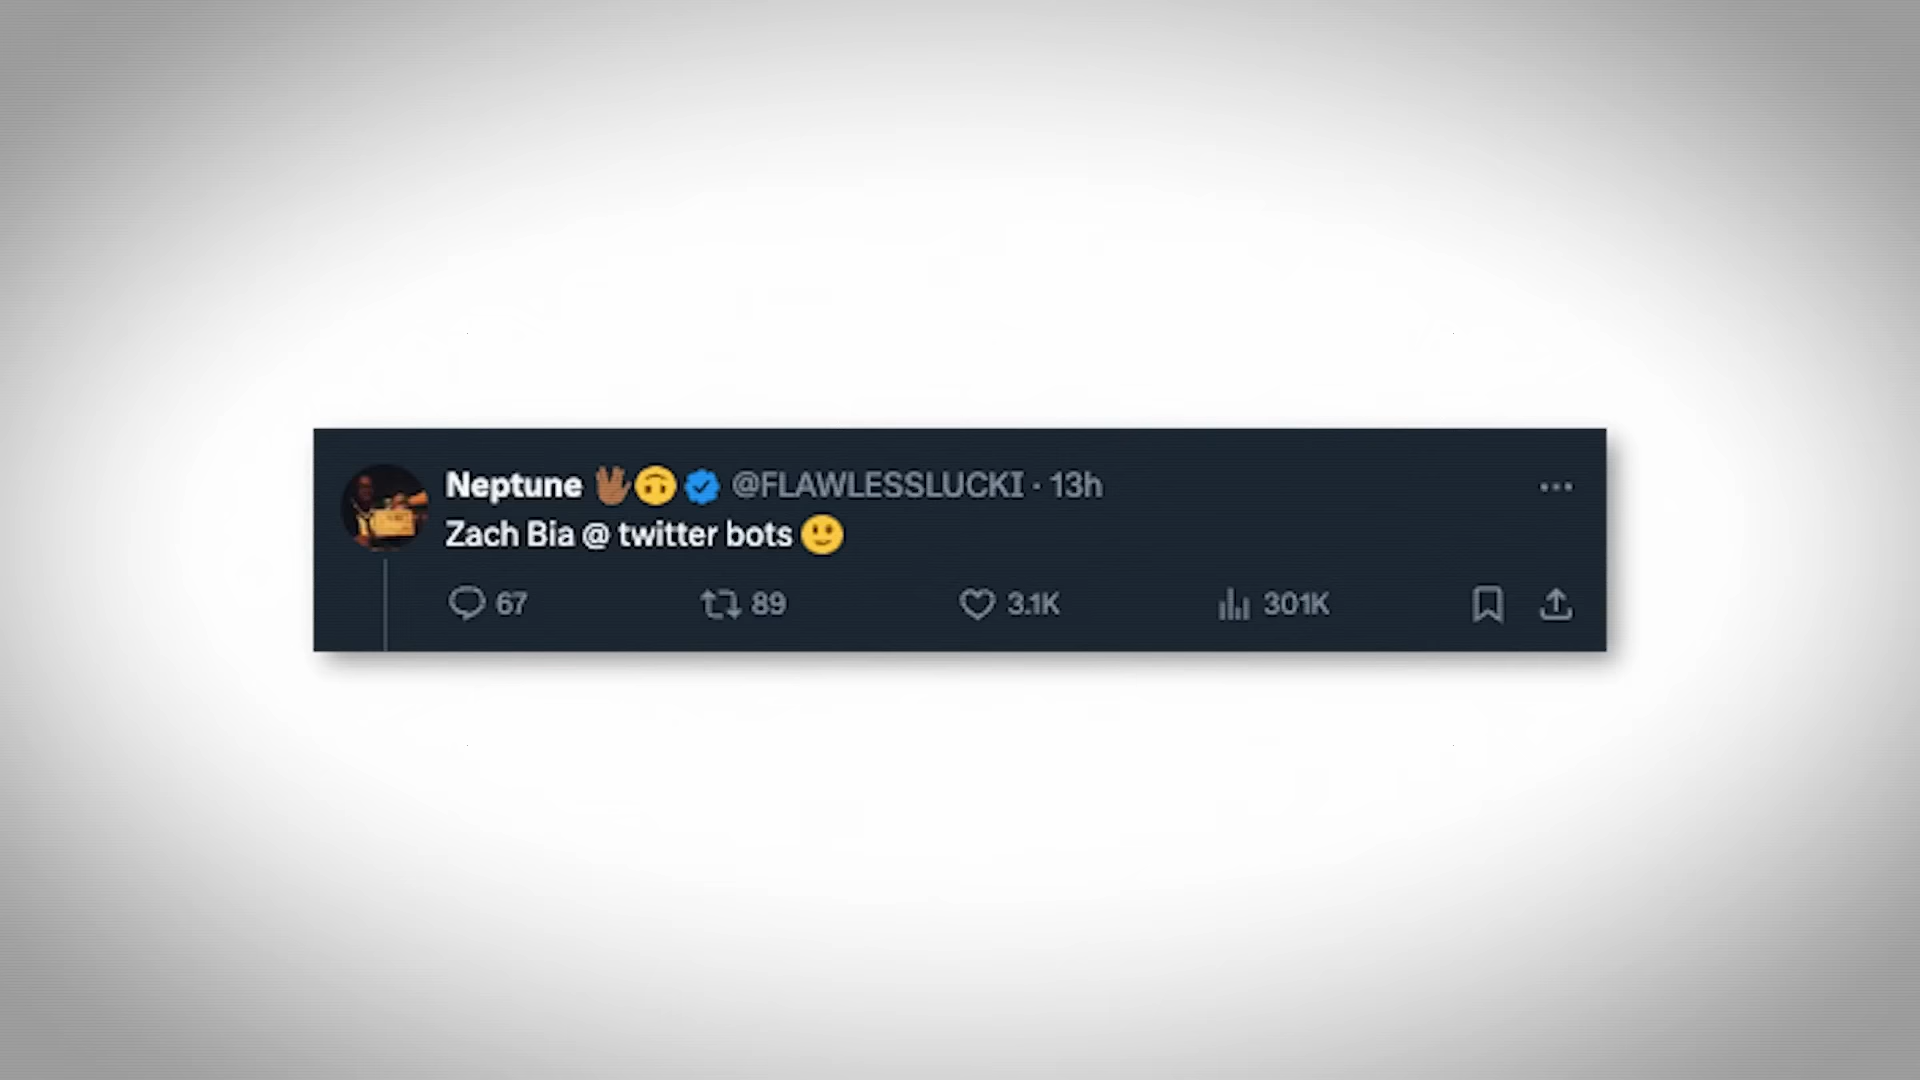 Neptune 🖖🏾🙃 @FLAWLESSLUCKI · 13h
Zach Bia @ twitter bots 🙂
67 89 3.1K 301K